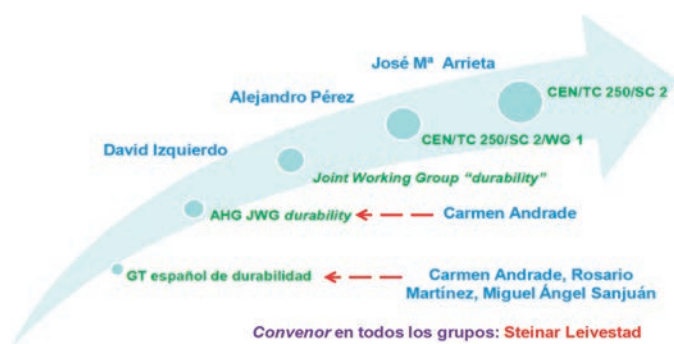 José Mª Arrieta
CEN/TC 250/SC 2
Alejandro Pérez
CEN/TC 250/SC 2/WG 1
David Izquierdo
Joint Working Group “durability”
AHG JWG durability
Carmen Andrade
GT español de durabilidad
Carmen Andrade, Rosario
Martínez, Miguel Ángel Sanjuán
Convenor en todos los grupos: Steinar Leivestad